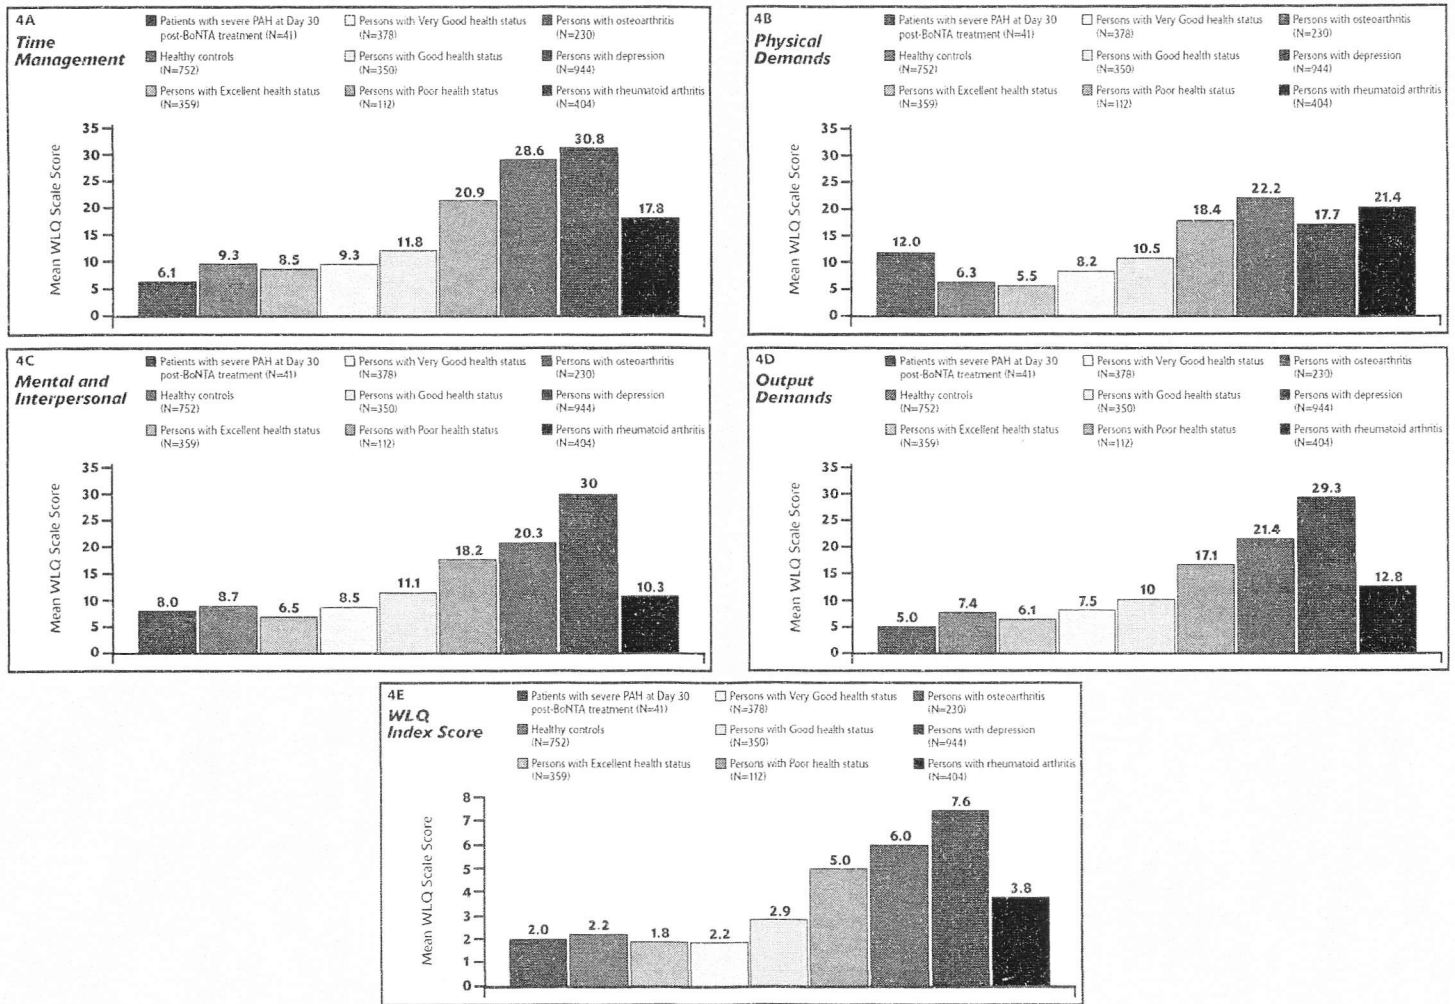 4A
Time
Management
Patients with severe PAH at Day 30
post-BoNTA treatment (N=41)
Healthy controls
(N=752)
Persons with Excellent health status
(N=359)
Persons with Very Good health status
(N=378)
Persons with Good health status
(N=350)
Persons with Poor health status
(N=112)
Persons with osteoarthritis
(N=230)
Persons with depression
(N=944)
Persons with rheumatoid arthritis
(N=404)
Mean WLQ Scale Score
35
30
25
20
15
10
5
0
6.1
9.3
8.5
9.3
11.8
20.9
28.6
30.8
17.8
4B
Physical
Demands
Patients with severe PAH at Day 30
post-BoNTA treatment (N=41)
Healthy controls
(N=752)
Persons with Excellent health status
(N=359)
Persons with Very Good health status
(N=378)
Persons with Good health status
(N=350)
Persons with Poor health status
(N=112)
Persons with osteoarthritis
(N=230)
Persons with depression
(N=944)
Persons with rheumatoid arthritis
(N=404)
Mean WLQ Scale Score
35
30
25
20
15
10
5
0
12.0
6.3
5.5
8.2
10.5
18.4
22.2
17.7
21.4
4C
Mental and
Interpersonal
Patients with severe PAH at Day 30
post-BoNTA treatment (N=41)
Healthy controls
(N=752)
Persons with Excellent health status
(N=359)
Persons with Very Good health status
(N=378)
Persons with Good health status
(N=350)
Persons with Poor health status
(N=112)
Persons with osteoarthritis
(N=230)
Persons with depression
(N=944)
Persons with rheumatoid arthritis
(N=404)
Mean WLQ Scale Score
35
30
25
20
15
10
5
0
8.0
8.7
6.5
8.5
11.1
18.2
20.3
30
10.3
4D
Output
Demands
Patients with severe PAH at Day 30
post-BoNTA treatment (N=41)
Healthy controls
(N=752)
Persons with Excellent health status
(N=359)
Persons with Very Good health status
(N=378)
Persons with Good health status
(N=350)
Persons with Poor health status
(N=112)
Persons with osteoarthritis
(N=230)
Persons with depression
(N=944)
Persons with rheumatoid arthritis
(N=404)
Mean WLQ Scale Score
35
30
25
20
15
10
5
0
5.0
7.4
6.1
7.5
10
17.1
21.4
29.3
12.8
4E
WLQ
Index Score
Patients with severe PAH at Day 30
post-BoNTA treatment (N=41)
Healthy controls
(N=752)
Persons with Excellent health status
(N=359)
Persons with Very Good health status
(N=378)
Persons with Good health status
(N=350)
Persons with Poor health status
(N=112)
Persons with osteoarthritis
(N=230)
Persons with depression
(N=944)
Persons with rheumatoid arthritis
(N=404)
Mean WLQ Scale Score
8
7
6
5
4
3
2
1
0
2.0
2.2
1.8
2.2
2.9
5.0
6.0
7.6
3.8